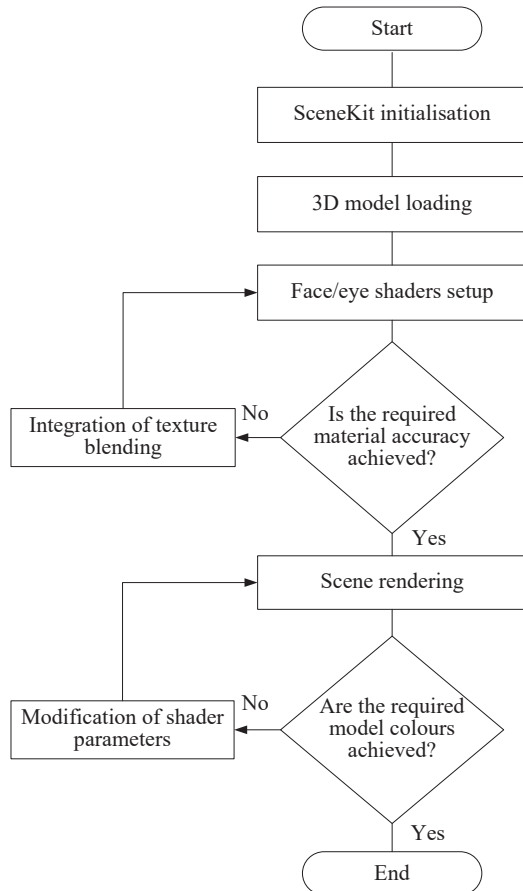 Start
SceneKit initialisation
3D model loading
Face/eye shaders setup
Is the required
material accuracy
achieved?
No
Integration of texture
blending
Yes
Scene rendering
Are the required
model colours
achieved?
No
Modification of shader
parameters
Yes
End